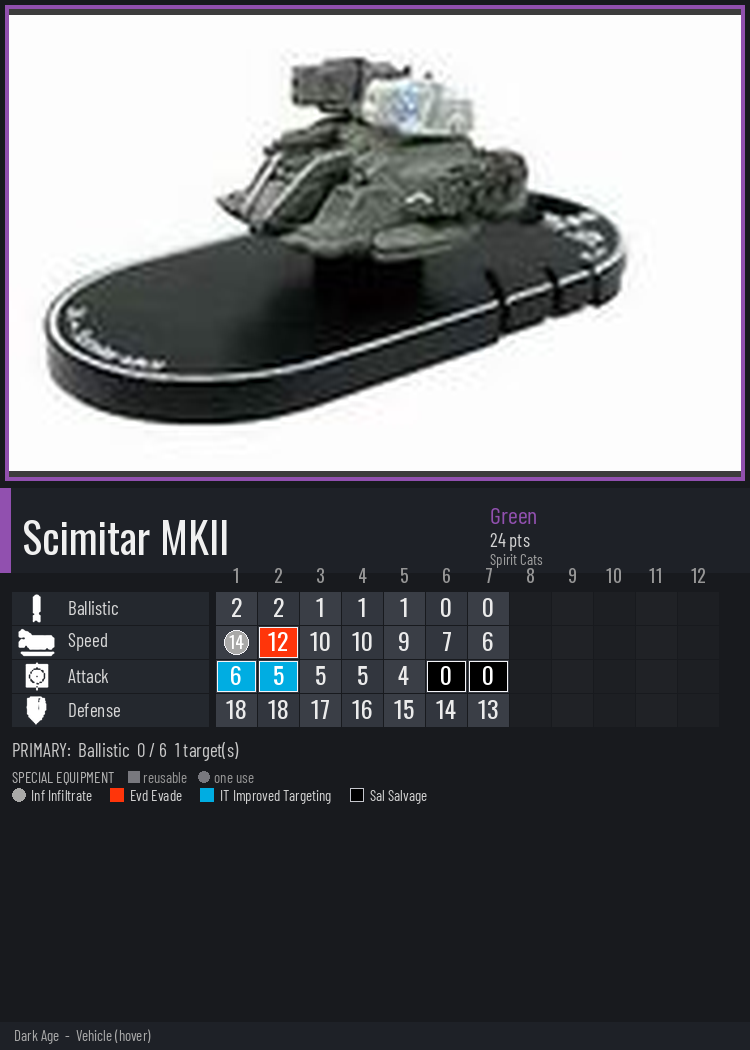 Scimitar MKII
Green
24 pts
Spirit Cats
1 2 3 4 5 6 7 8 9 10 11 12
Ballistic 2 2 1 1 1 0 0
Speed 14 12 10 10 9 7 6
Attack 6 5 5 5 4 0 0
Defense 18 18 17 16 15 14 13
PRIMARY: Ballistic 0 / 6 1 target(s)
SPECIAL EQUIPMENT reusable one use
Inf Infiltrate Evd Evade IT Improved Targeting Sal Salvage
Dark Age - Vehicle (hover)